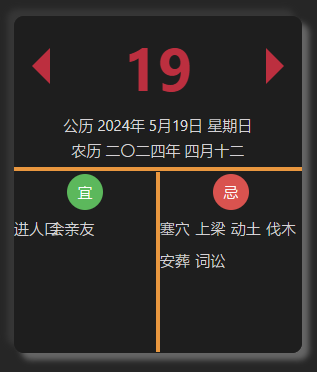 19
公历 2024年 5月19日 星期日
农历 二〇二四年 四月十二
宜
进人口会亲友
忌
塞穴 上梁 动土 伐木
安葬 词讼